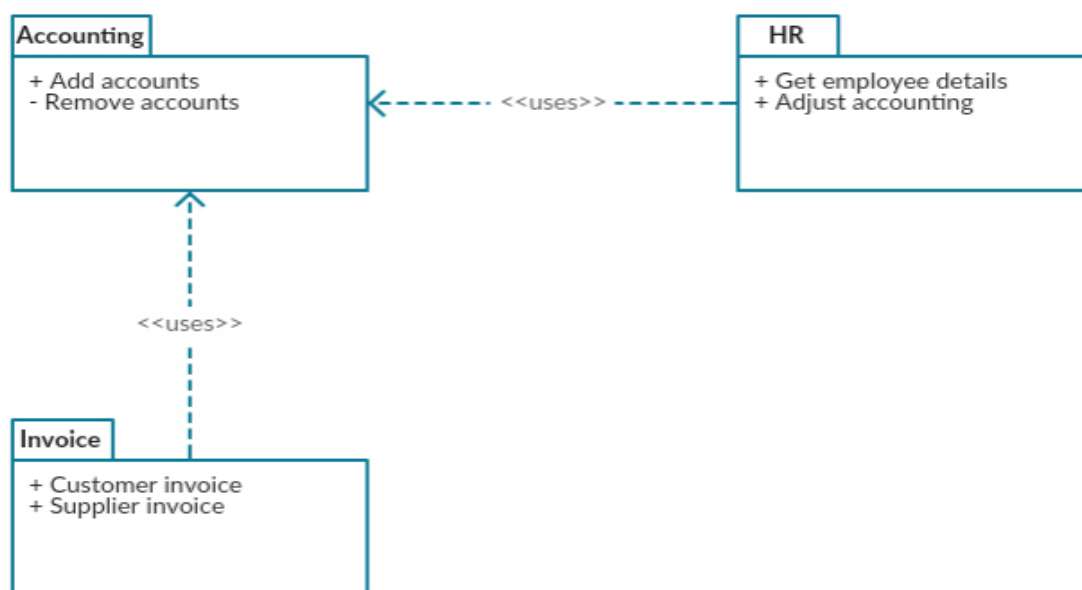 Accounting
+ Add accounts
- Remove accounts
HR
+ Get employee details
+ Adjust accounting
<<uses>>
<<uses>>
Invoice
+ Customer invoice
+ Supplier invoice